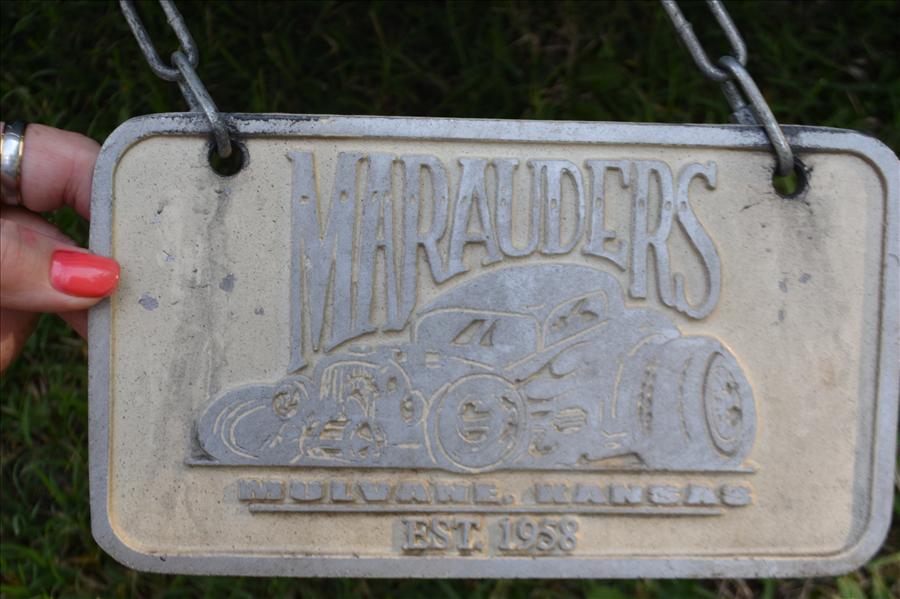 MARAUDERS
MULVANE, KANSAS
EST. 1958